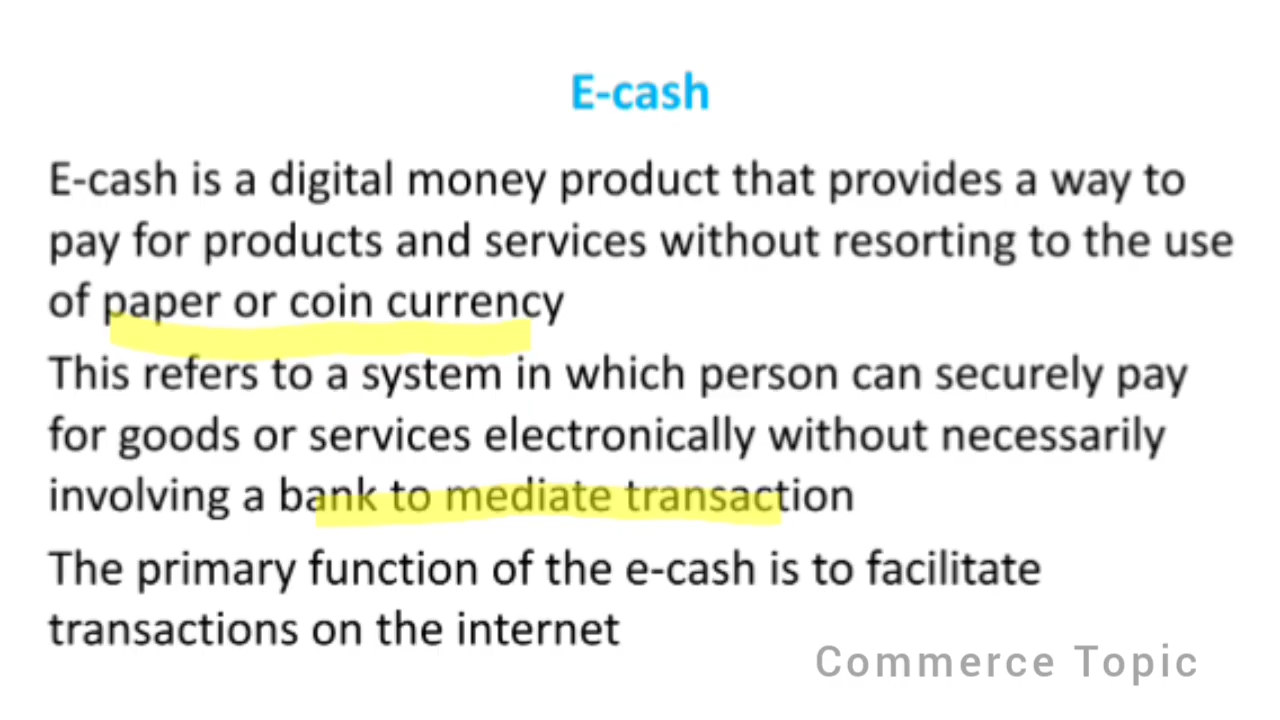 E-cash
E-cash is a digital money product that provides a way to
pay for products and services without resorting to the use
of paper or coin currency
This refers to a system in which person can securely pay
for goods or services electronically without necessarily
involving a bank to mediate transaction
The primary function of the e-cash is to facilitate
transactions on the internet
Commerce Topic